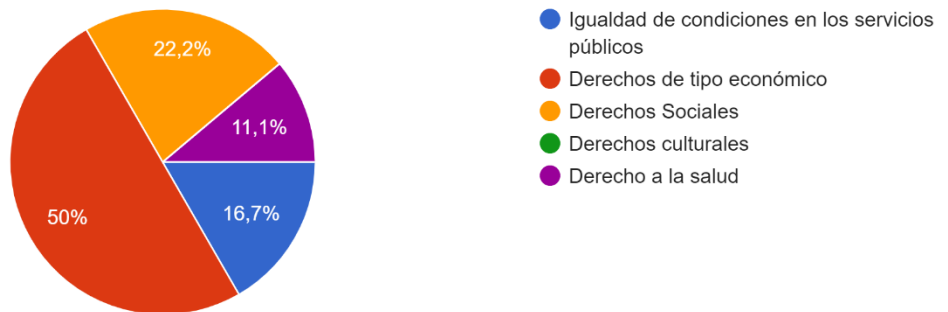 22,2%
11,1%
50%
16,7%
Igualdad de condiciones en los servicios
públicos
Derechos de tipo económico
Derechos Sociales
Derechos culturales
Derecho a la salud